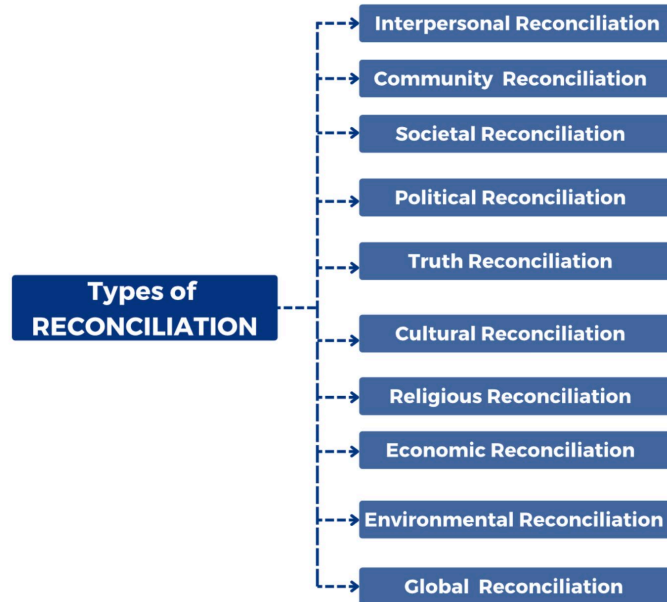 Interpersonal Reconciliation
Community Reconciliation
Societal Reconciliation
Political Reconciliation
Truth Reconciliation
Types of
RECONCILIATION
Cultural Reconciliation
Religious Reconciliation
Economic Reconciliation
Environmental Reconciliation
Global Reconciliation